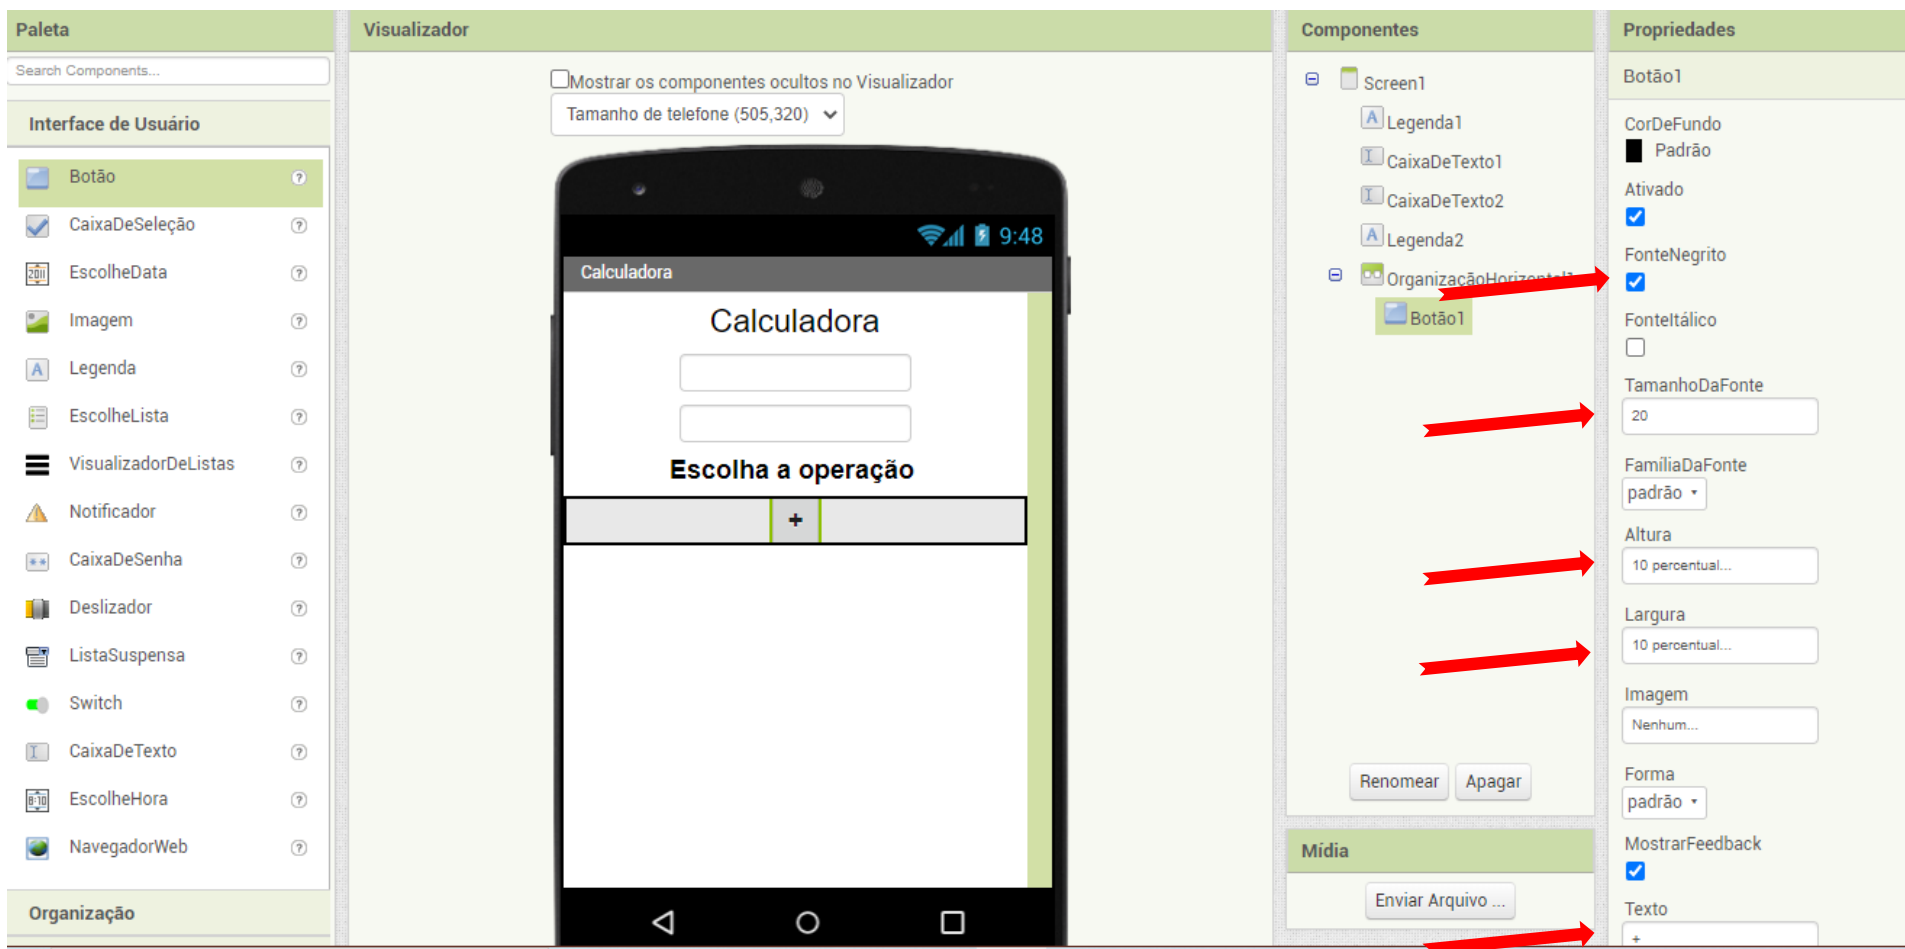 Paleta
Search Components...
Interface de Usuário
Botão
CaixaDeSeleção
EscolheData
Imagem
Legenda
EscolheLista
VisualizadorDeListas
Notificador
CaixaDeSenha
Deslizador
ListaSuspensa
Switch
CaixaDeTexto
EscolheHora
NavegadorWeb
Organização
Visualizador
Mostrar os componentes ocultos no Visualizador
Tamanho de telefone (505,320)
9:48
Calculadora
Calculadora
Escolha a operação
+
Componentes
Screen1
Legenda1
CaixaDeTexto1
CaixaDeTexto2
Legenda2
OrganizaçãoHorizontal1
Botão1
Renomear Apagar
Mídia
Enviar Arquivo ...
Propriedades
Botão1
CorDeFundo
Padrão
Ativado
FonteNegrito
FonteItálico
TamanhoDaFonte
20
FamíliaDaFonte
padrão
Altura
10 percentual...
Largura
10 percentual...
Imagem
Nenhum...
Forma
padrão
MostrarFeedback
Texto
+